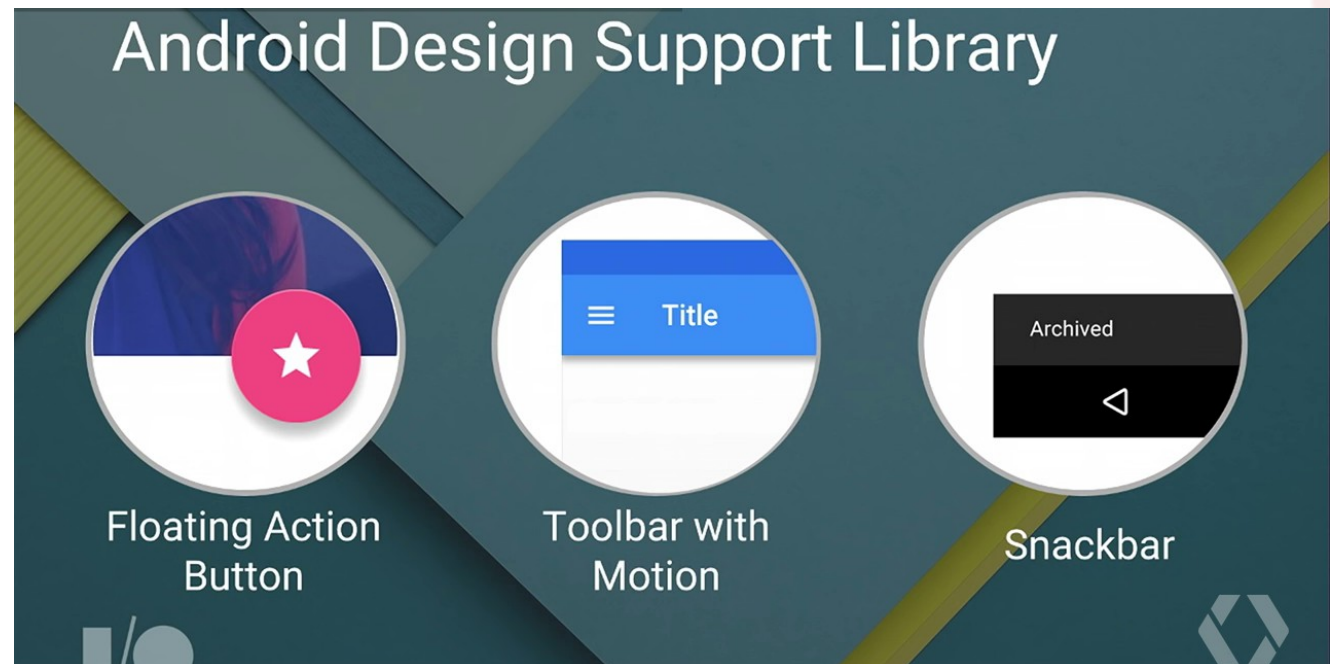 Android Design Support Library
Title
Archived
Floating Action
Button
Toolbar with
Motion
Snackbar
I/O